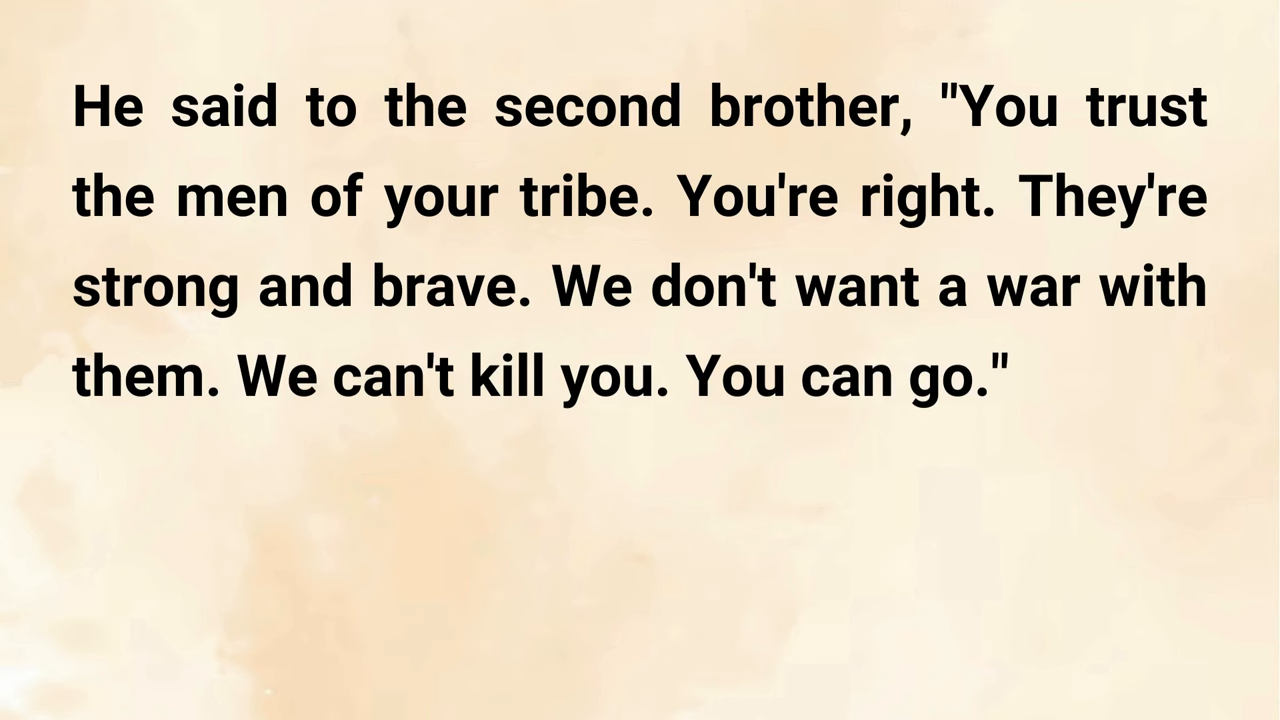 He said to the second brother, "You trust
the men of your tribe. You're right. They're
strong and brave. We don't want a war with
them. We can't kill you. You can go."